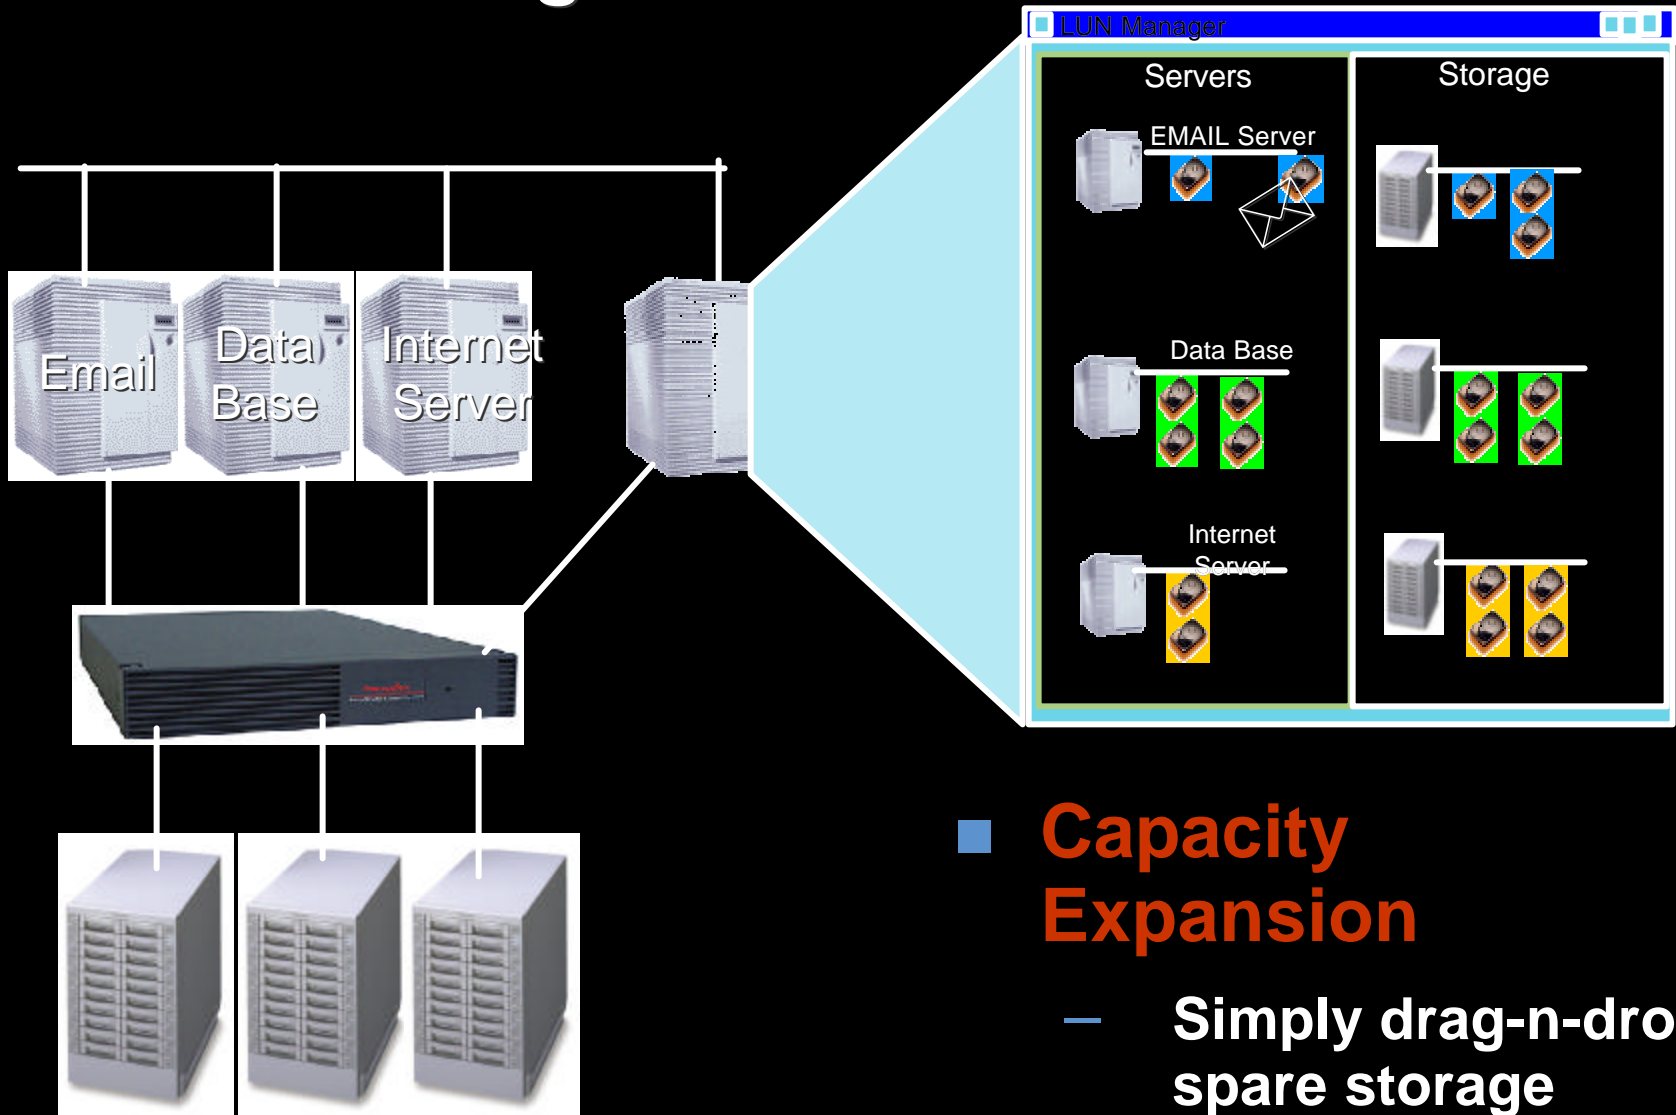 LUN Manager
Servers
Storage
EMAIL Server
Data Base
Internet
Server
Email
Data
Base
Internet
Server
Capacity
Expansion
Simply drag-n-dro
spare storage